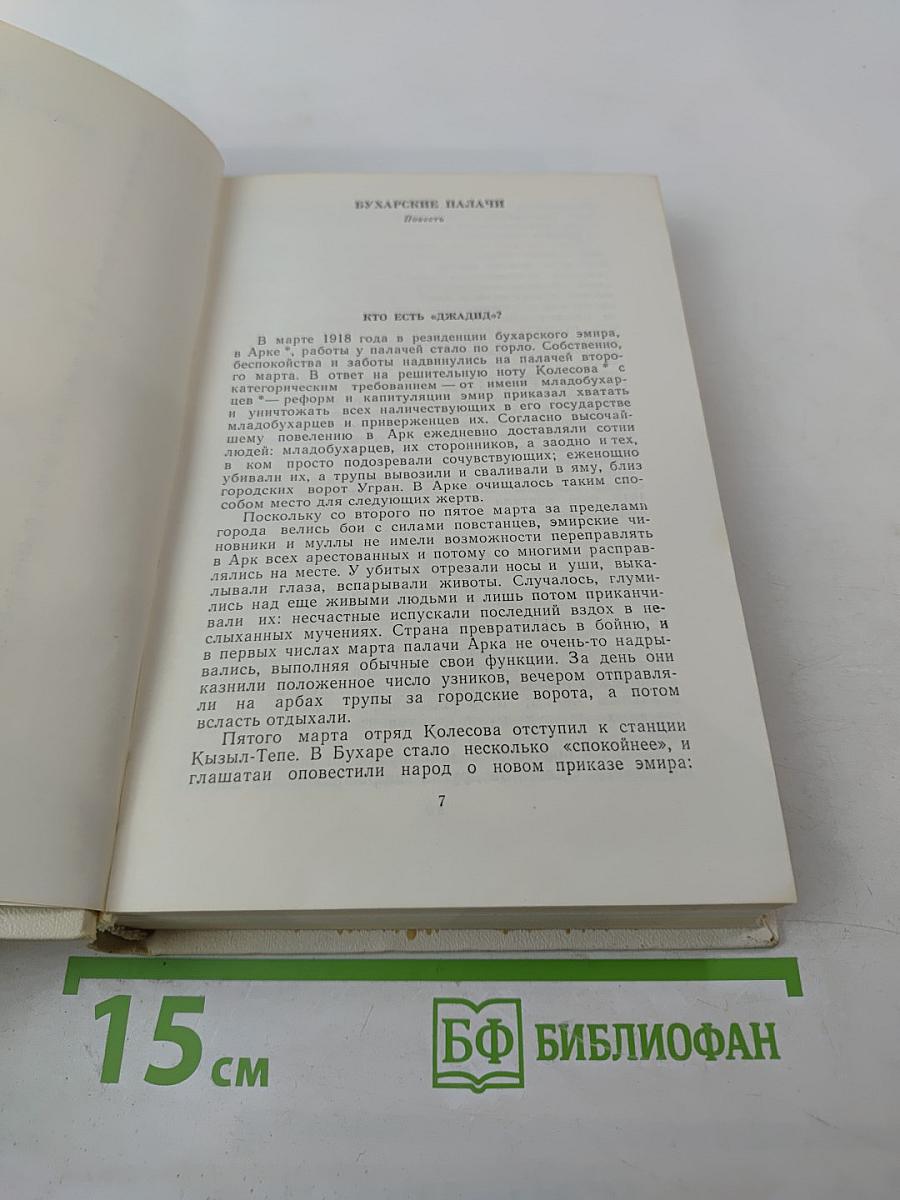 БУХАРСКИЕ ПАЛАЧИ
Повесть
КТО ЕСТЬ «ДЖАДИД»?
В марте 1918 года в резиденции бухарского эмира,
в Арке *, работы у палачей стало по горло. Собственно,
беспокойства и заботы надвинулись на палачей второ-
го марта. В ответ на решительную ноту Колесова * с
категорическим требованием — от имени младобухар-
цев * — реформ и капитуляции эмир приказал хватать
и уничтожать всех наличествующих в его государстве
младобухарцев и приверженцев их. Согласно высочай-
шему повелению в Арк ежедневно доставляли сотни
людей: младобухарцев, их сторонников, а заодно и тех,
в ком просто подозревали сочувствующих; еженощно
убивали их, а трупы вывозили и сваливали в яму, близ
городских ворот Угран. В Арке очищалось таким спо-
собом место для следующих жертв.
Поскольку со второго по пятое марта за пределами
города велись бои с силами повстанцев, эмирские чи-
новники и муллы не имели возможности переправлять
в Арк всех арестованных и потому со многими расправ-
лялись на месте. У убитых отрезали носы и уши, выка-
лывали глаза, вспарывали животы. Случалось, глуми-
лись над еще живыми людьми и лишь потом приканчи-
вали их: несчастные испускали последний вздох в не-
слыханных мучениях. Страна превратилась в бойню, и
в первых числах марта палачи Арка не очень-то надры-
вались, выполняя обычные свои функции. За день они
казнили положенное число узников, вечером отправля-
ли на арбах трупы за городские ворота, а потом
всласть отдыхали.
Пятого марта отряд Колесова отступил к станции
Кызыл-Тепе. В Бухаре стало несколько «спокойнее», и
глашатаи оповестили народ о новом приказе эмира:
7
15 см
БФ БИБЛИОФАН